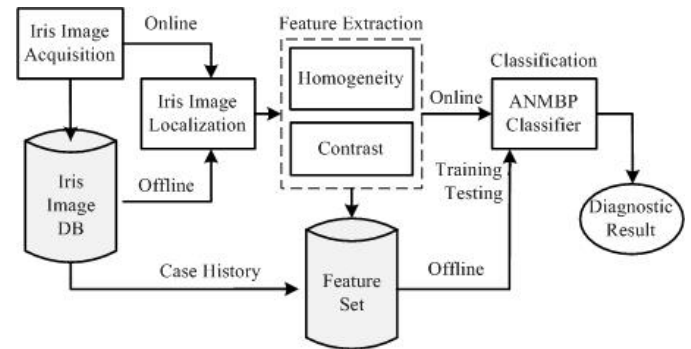 Feature Extraction
Iris Image
Acquisition
Online
Homogeneity
Classification
Iris Image
Localization
Online
ANMBP
Classifier
Contrast
Iris
Image
DB
Offline
Training
Testing
Diagnostic
Result
Case History
Feature
Set
Offline